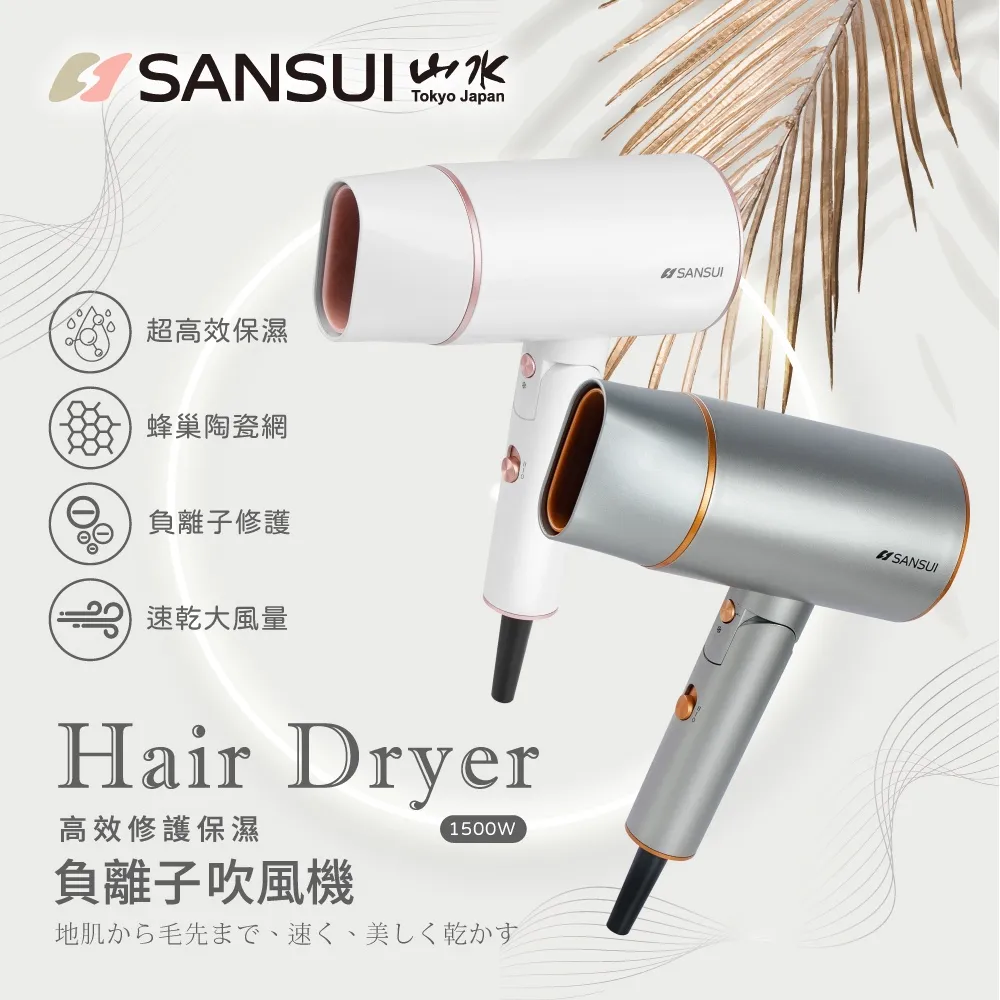 SANSUI 山水
Tokyo Japan
SANSUI
超高效保濕
蜂巢陶瓷網
負離子修護
SANSUI
速乾大風量
Hair Dryer
高效修護保濕
1500W
負離子吹風機
地肌から毛先まで、速く、美しく乾かす